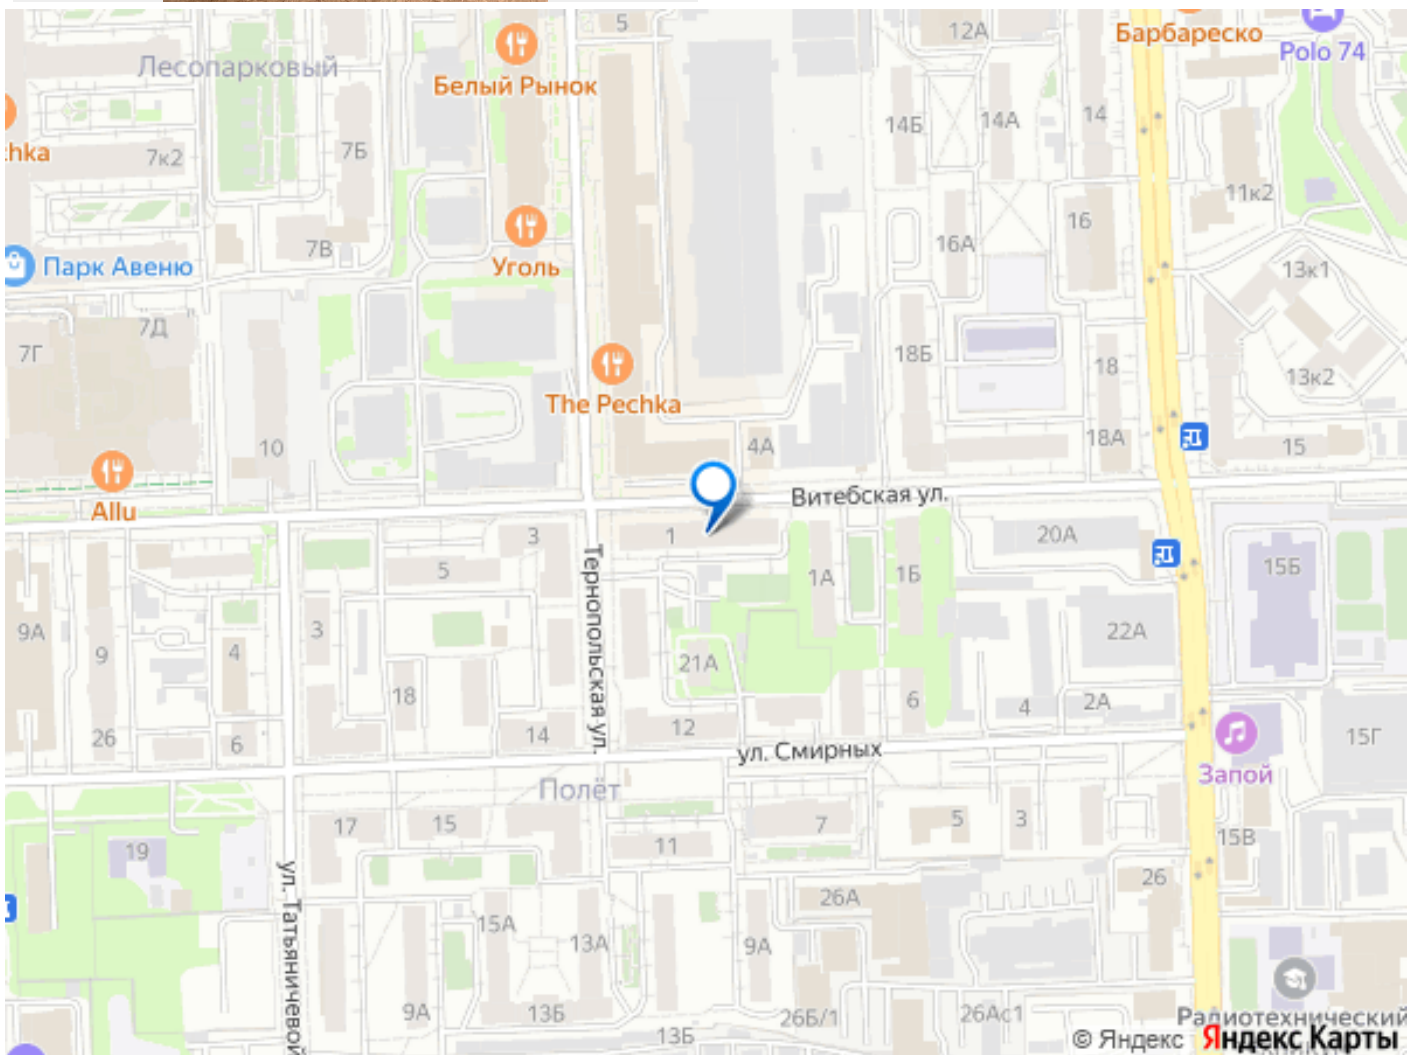 5
12А
Барбареско
Polo 74
Лесопарковый
Белый Рынок
14Б
14А
14
hka
7к2
7Б
11к2
16
7В
16А
Парк Авеню
Уголь
13к1
7Д
7Г
18Б
18
13к2
The Pechka
18А
15
10
4А
Allu
Витебская ул.
1
3
20А
5
1А
1Б
15Б
Тернопольская ул.
9А
3
22А
9
4
21А
18
6
4
2А
26
6
14
12
15Г
ул. Смирных
Запой
Полёт
17
15
7
5
3
11
15В
19
26
ул. Татьяничевой
26А
15А
13А
9А
9А
13Б
13Б
26Б/1
26Ас1
Радиотехнический
© Яндекс Яндекс Карты